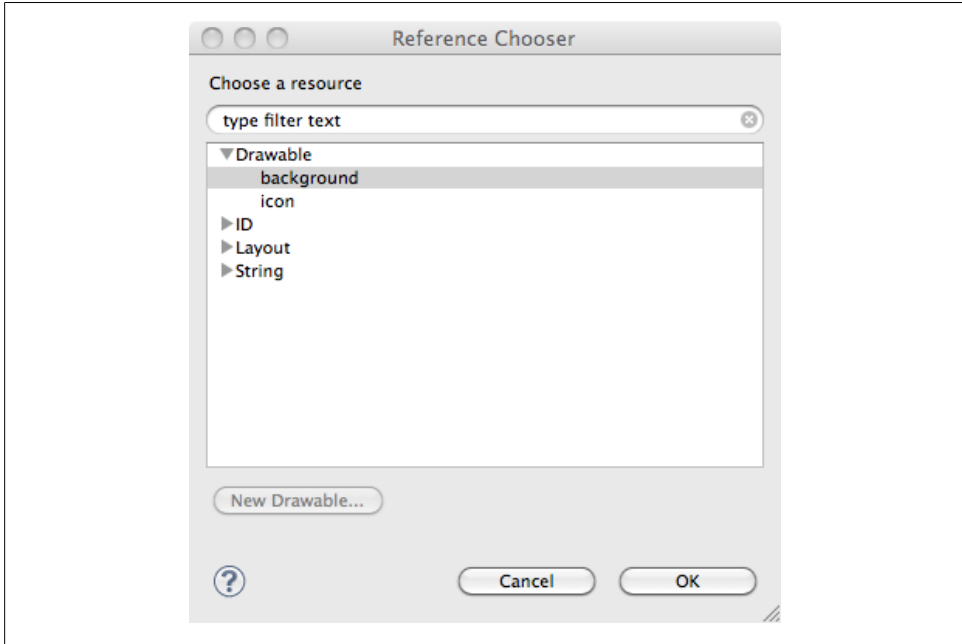 Reference Chooser
Choose a resource
type filter text
Drawable
background
icon
ID
Layout
String
New Drawable...
?
Cancel OK